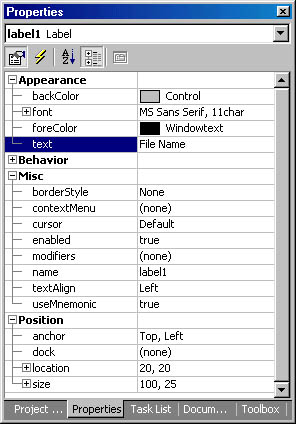 Properties
label1 Label
Appearance
backColor Control
font MS Sans Serif, 11char
foreColor Windowtext
text File Name
Behavior
Misc
borderStyle None
contextMenu (none)
cursor Default
enabled true
modifiers (none)
name label1
textAlign Left
useMnemonic true
Position
anchor Top, Left
dock (none)
location 20, 20
size 100, 25
Project ... Properties Task List Docum... Toolbox